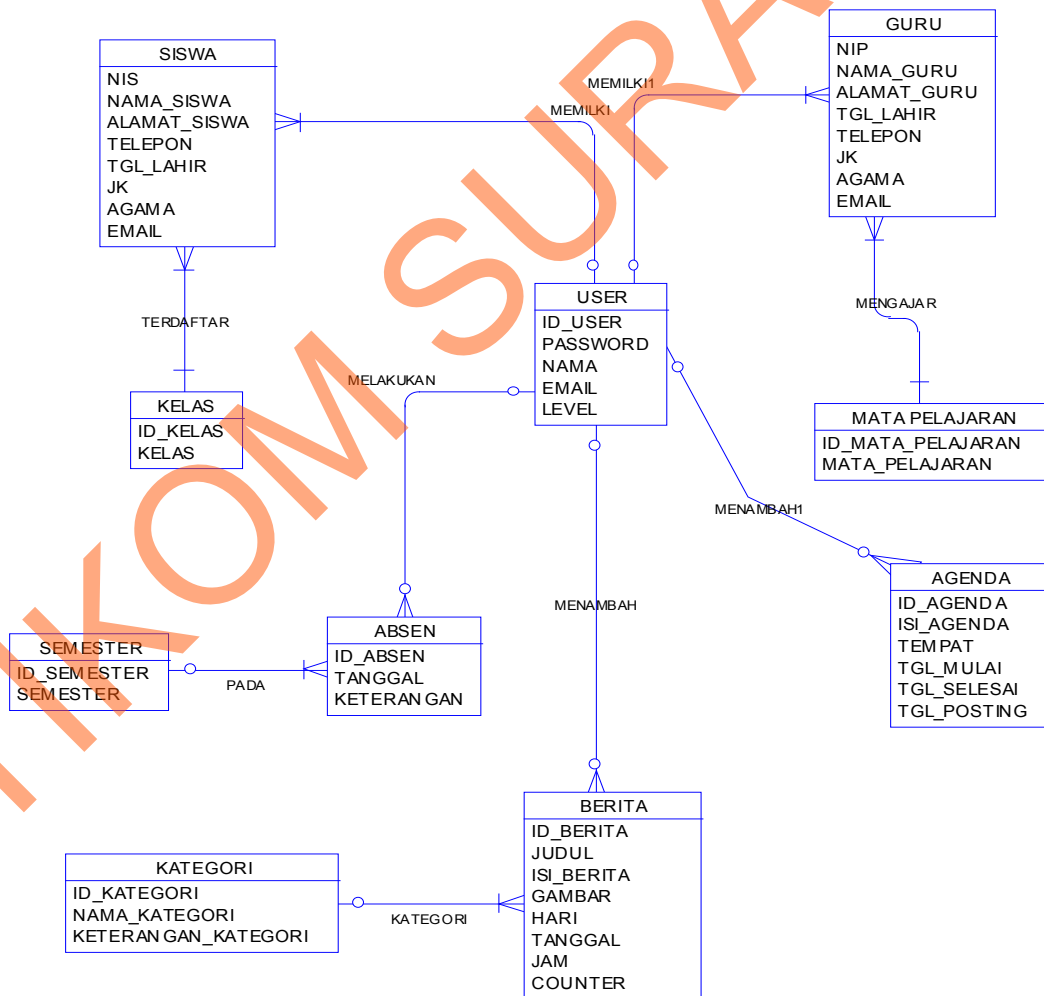 SISWA
NIS
NAMA_SISWA
ALAMAT_SISWA
TELEPON
TGL_LAHIR
JK
AGAMA
EMAIL
GURU
NIP
NAMA_GURU
ALAMAT_GURU
TGL_LAHIR
TELEPON
JK
AGAMA
EMAIL
MEMILKI1
MEMILKI
USER
ID_USER
PASSWORD
NAMA
EMAIL
LEVEL
TERDAFTAR
MENGAJAR
MELAKUKAN
KELAS
ID_KELAS
KELAS
MATA PELAJARAN
ID_MATA_PELAJARAN
MATA_PELAJARAN
MENAMBAH1
AGENDA
ID_AGENDA
ISI_AGENDA
TEMPAT
TGL_MULAI
TGL_SELESAI
TGL_POSTING
MENAMBAH
SEMESTER
ID_SEMESTER
SEMESTER
PADA
ABSEN
ID_ABSEN
TANGGAL
KETERANGAN
KATEGORI
ID_KATEGORI
NAMA_KATEGORI
KETERANGAN_KATEGORI
KATEGORI
BERITA
ID_BERITA
JUDUL
ISI_BERITA
GAMBAR
HARI
TANGGAL
JAM
COUNTER
IKOM SURA